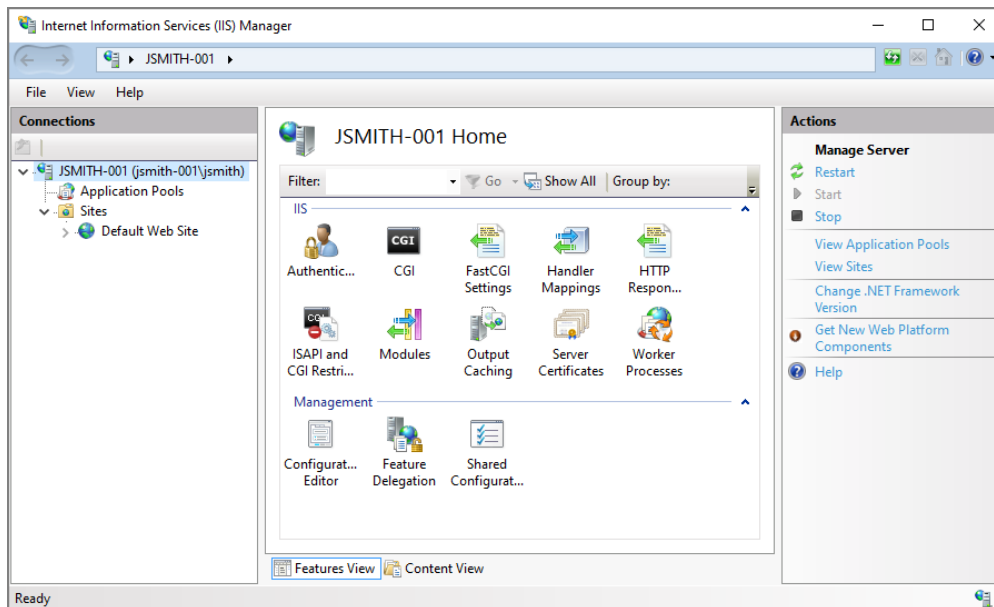 Internet Information Services (IIS) Manager
JSMITH-001
File View Help
Connections
JSMITH-001 (jsmith-001\jsmith)
Application Pools
Sites
Default Web Site
JSMITH-001 Home
Filter: Go Show All Group by:
IIS
Authentic...
CGI
CGI
FastCGI
Settings
Handler
Mappings
HTTP
Respon...
ISAPI and
CGI Restri...
Modules
Output
Caching
Server
Certificates
Worker
Processes
Management
Configurat...
Editor
Feature
Delegation
Shared
Configurat...
Features View Content View
Actions
Manage Server
Restart
Start
Stop
View Application Pools
View Sites
Change .NET Framework
Version
Get New Web Platform
Components
Help
Ready